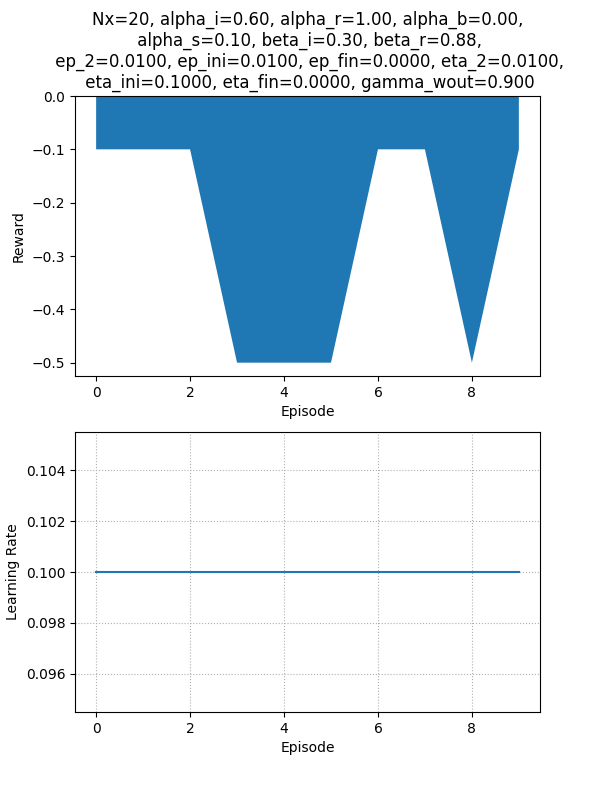 Nx=20, alpha_i=0.60, alpha_r=1.00, alpha_b=0.00,
alpha_s=0.10, beta_i=0.30, beta_r=0.88,
ep_2=0.0100, ep_ini=0.0100, ep_fin=0.0000, eta_2=0.0100,
eta_ini=0.1000, eta_fin=0.0000, gamma_wout=0.900
0.0
−0.1
−0.2
−0.3
−0.4
−0.5
Reward
0 2 4 6 8
Episode
0.104
0.102
0.100
0.098
0.096
Learning Rate
0 2 4 6 8
Episode